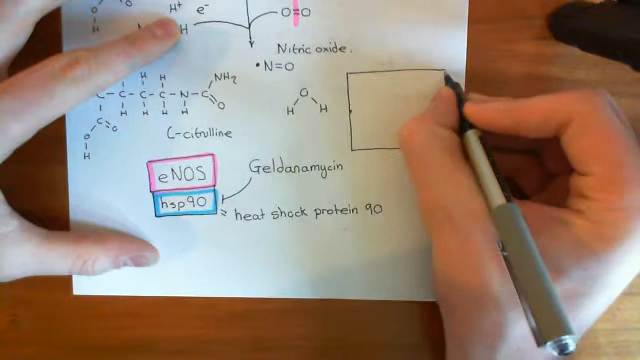 H⁺ e⁻
O H
N H
O=O
Nitric oxide.
•N=O
H H H NH₂
C-C-C-C-N-C O
H H H H
C O
O
H
O
H H
C-citrulline
eNOS
Geldanamycin
hsp90
= heat shock protein 90